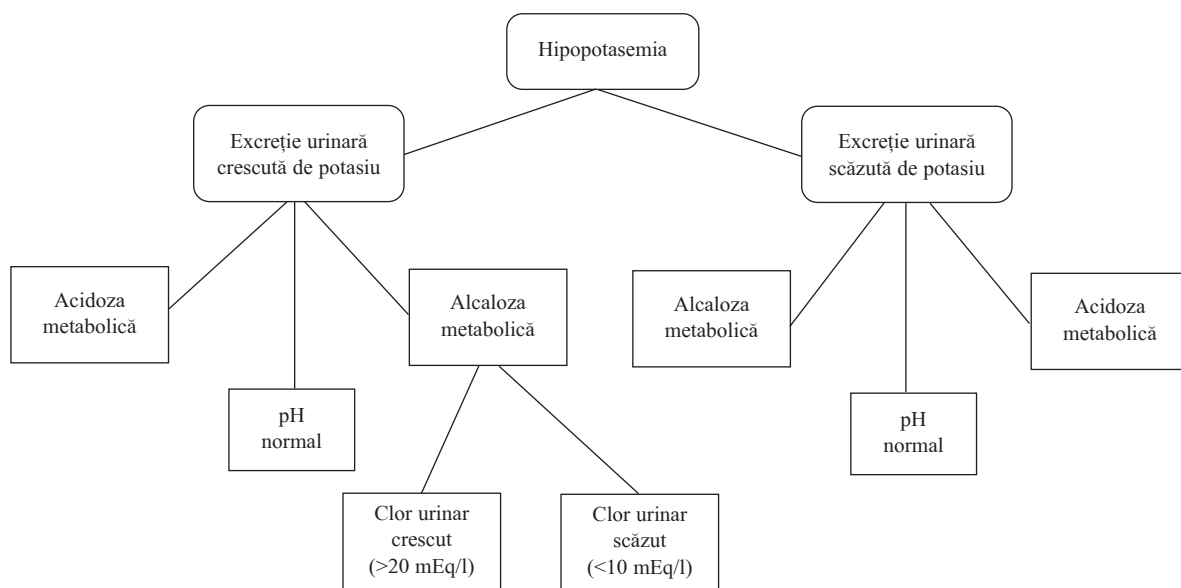 Hipopotasemia
Excreție urinară
crescută de potasiu
Excreție urinară
scăzută de potasiu
Acidoza
metabolică
Alcaloza
metabolică
Alcaloza
metabolică
Acidoza
metabolică
pH
normal
pH
normal
Clor urinar
crescut
(>20 mEq/l)
Clor urinar
scăzut
(<10 mEq/l)